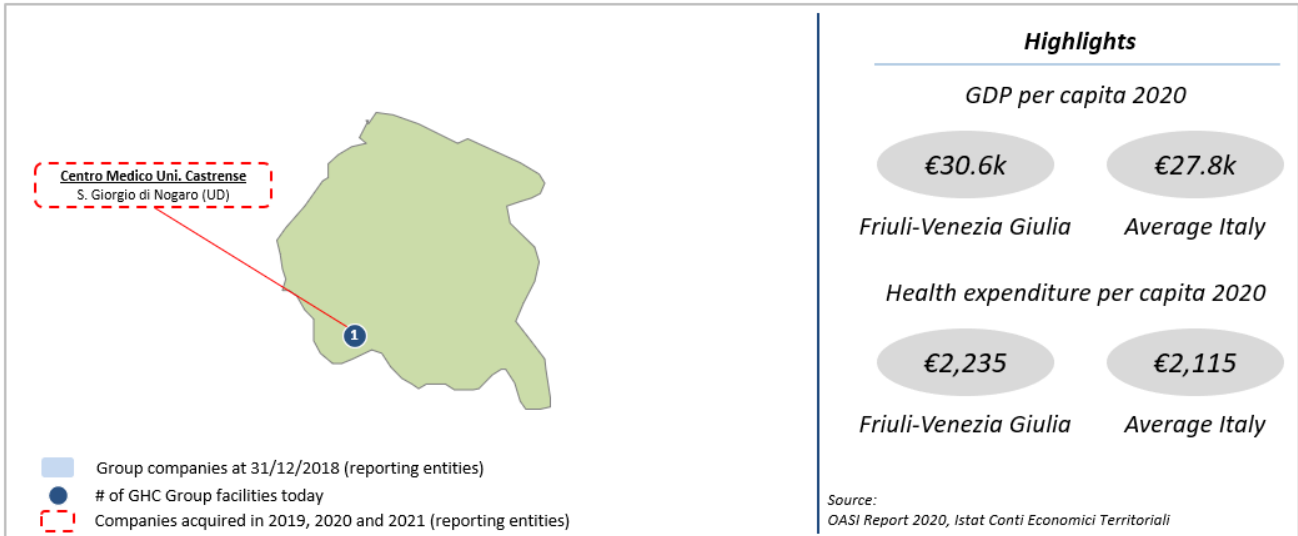 Centro Medico Uni. Castrense
S. Giorgio di Nogaro (UD)
1
Group companies at 31/12/2018 (reporting entities)
# of GHC Group facilities today
Companies acquired in 2019, 2020 and 2021 (reporting entities)
Highlights
GDP per capita 2020
€30.6k €27.8k
Friuli-Venezia Giulia Average Italy
Health expenditure per capita 2020
€2,235 €2,115
Friuli-Venezia Giulia Average Italy
Source:
OASI Report 2020, Istat Conti Economici Territoriali